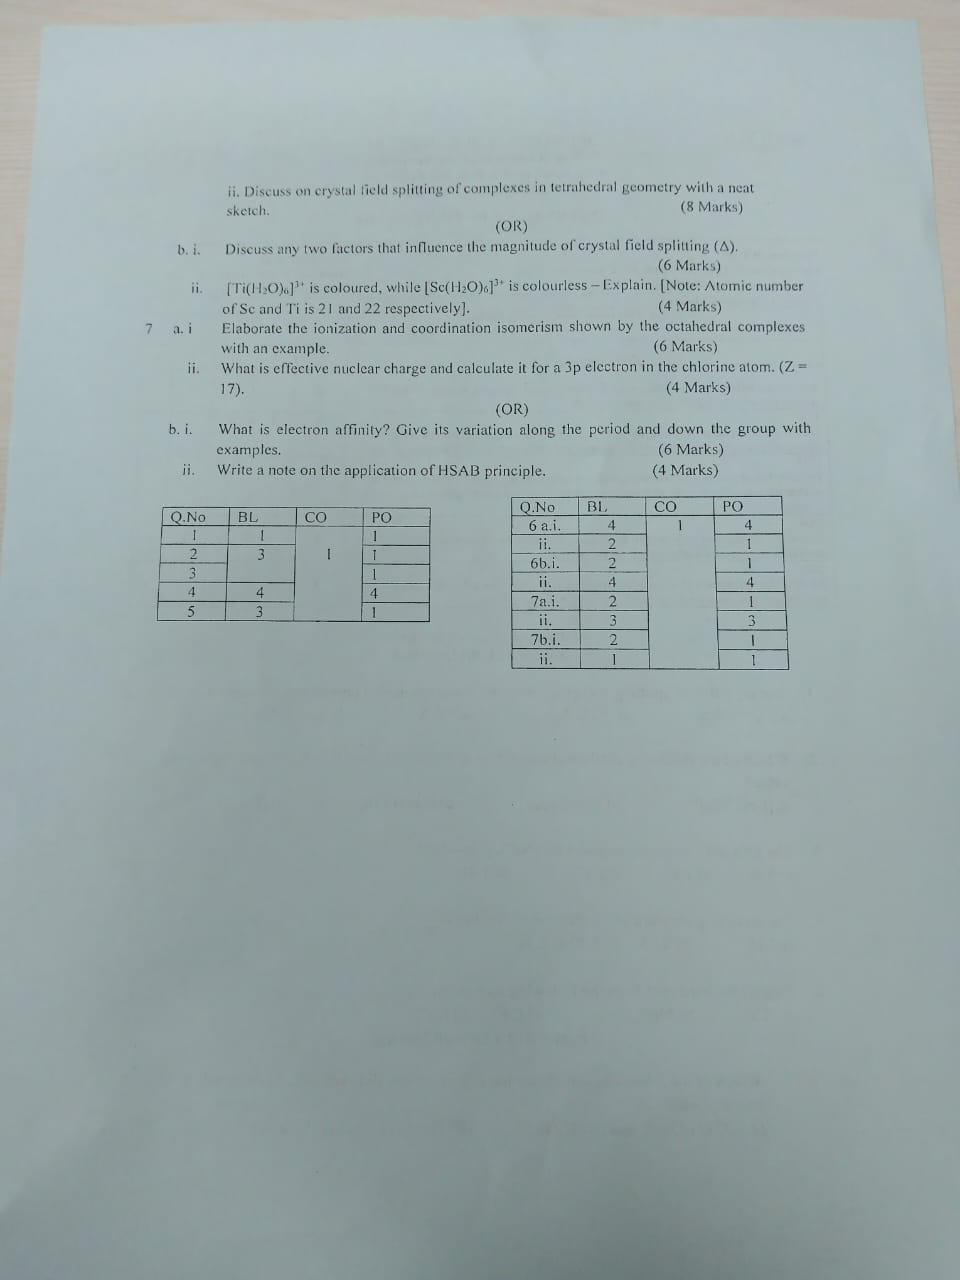 ii. Discuss on crystal field splitting of complexes in tetrahedral geometry with a neat
sketch. (8 Marks)
(OR)
b. i. Discuss any two factors that influence the magnitude of crystal field splitting (Δ).
(6 Marks)
ii. [Ti(H₂O)₆]³⁺ is coloured, while [Sc(H₂O)₆]³⁺ is colourless – Explain. [Note: Atomic number
of Sc and Ti is 21 and 22 respectively]. (4 Marks)
7 a. i Elaborate the ionization and coordination isomerism shown by the octahedral complexes
with an example. (6 Marks)
ii. What is effective nuclear charge and calculate it for a 3p electron in the chlorine atom. (Z =
17). (4 Marks)
(OR)
b. i. What is electron affinity? Give its variation along the period and down the group with
examples. (6 Marks)
ii. Write a note on the application of HSAB principle. (4 Marks)
Q.No BL CO PO
1 1 1
2 3 1 1
3 1
4 4 4
5 3 1
Q.No BL CO PO
6 a.i. 4 1 4
ii. 2 1
6b.i. 2 1
ii. 4 4
7a.i. 2 1
ii. 3 3
7b.i. 2 1
ii. 1 1